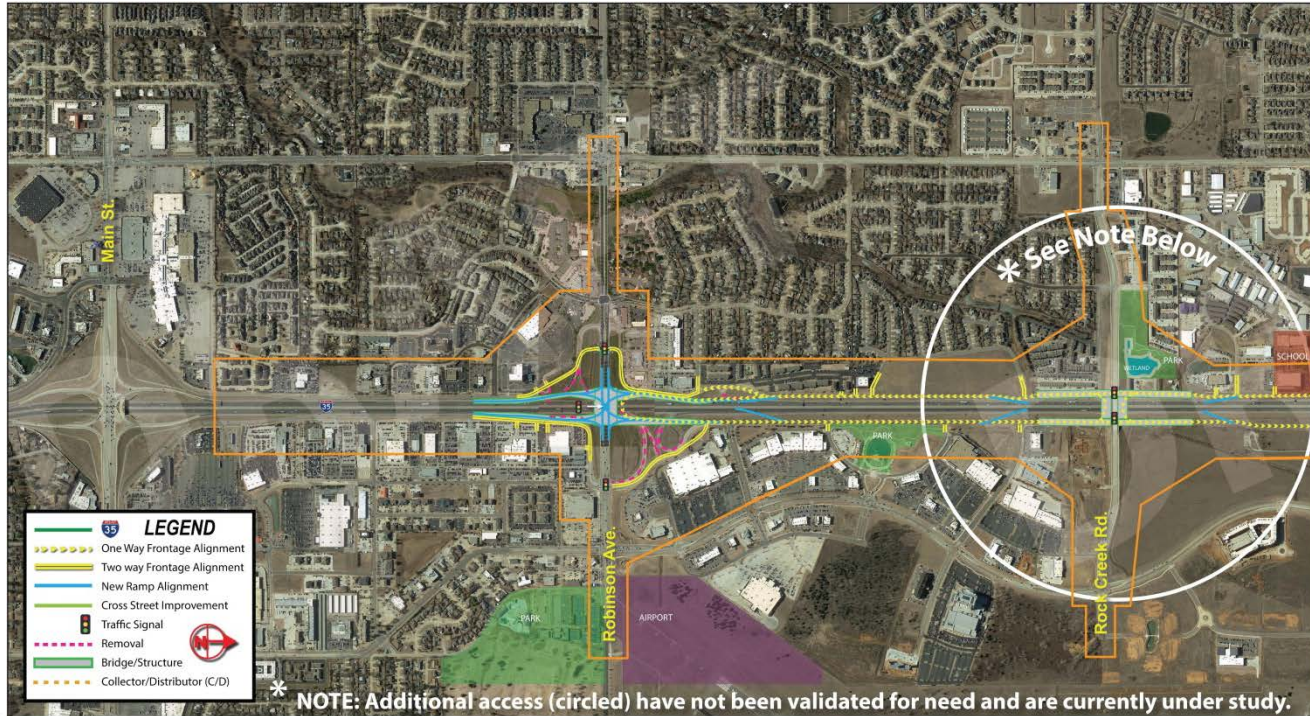 Main St.
* See Note Below
SCHOOL
PARK
WETLAND
35
PARK
Robinson Ave.
Rock Creek Rd.
PARK
AIRPORT
35 LEGEND
One Way Frontage Alignment
Two way Frontage Alignment
New Ramp Alignment
Cross Street Improvement
Traffic Signal
Removal
N
Bridge/Structure
Collector/Distributor (C/D)
* NOTE: Additional access (circled) have not been validated for need and are currently under study.